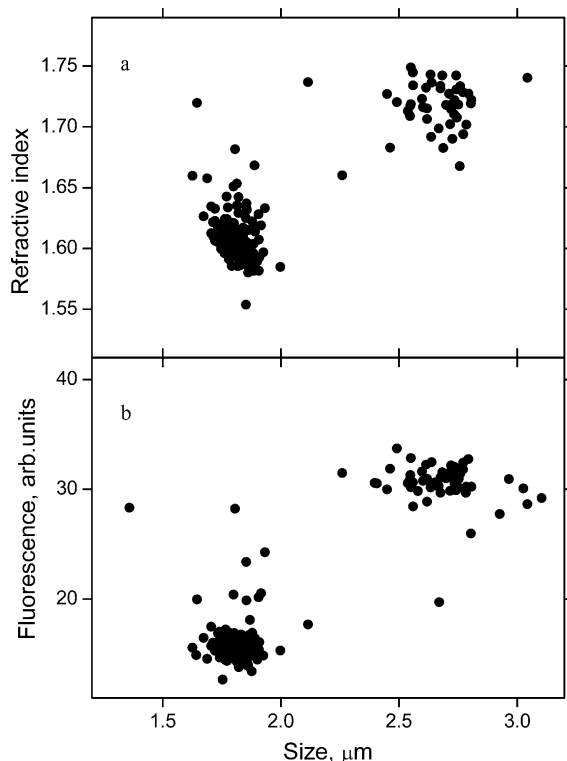 a
1.75
1.70
1.65
1.60
1.55
Refractive index
b
40
30
20
Fluorescence, arb.units
1.5 2.0 2.5 3.0
Size, μm